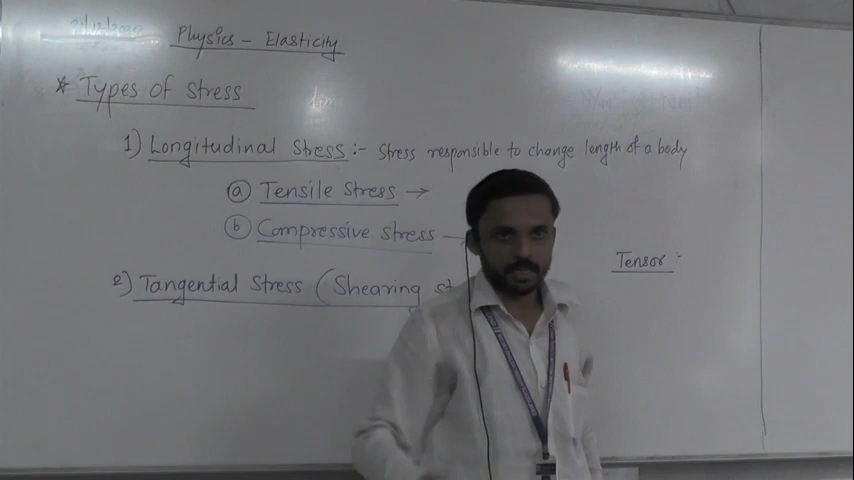 Physics - Elasticity
* Types of stress
1) Longitudinal stress :- stress responsible to change length of a body
(a) Tensile stress →
(b) Compressive stress
2) Tangential stress (Shearing st
Tensor :